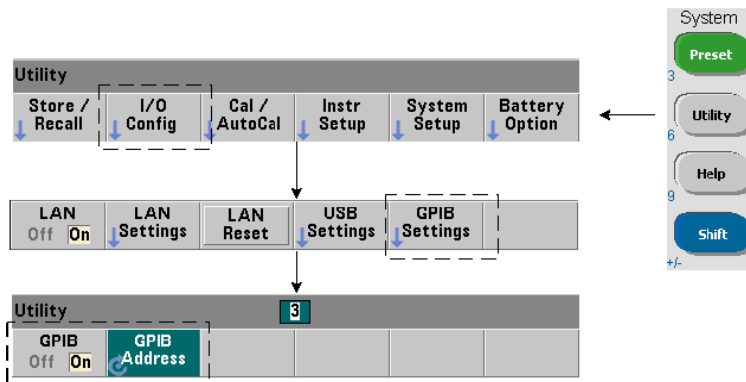 System
Preset
3
Utility
6
Help
9
Shift
+/-
Utility
Store / Recall
I/O Config
Cal / AutoCal
Instr Setup
System Setup
Battery Option
LAN Off On
LAN Settings
LAN Reset
USB Settings
GPIB Settings
Utility
3
GPIB Off On
GPIB Address